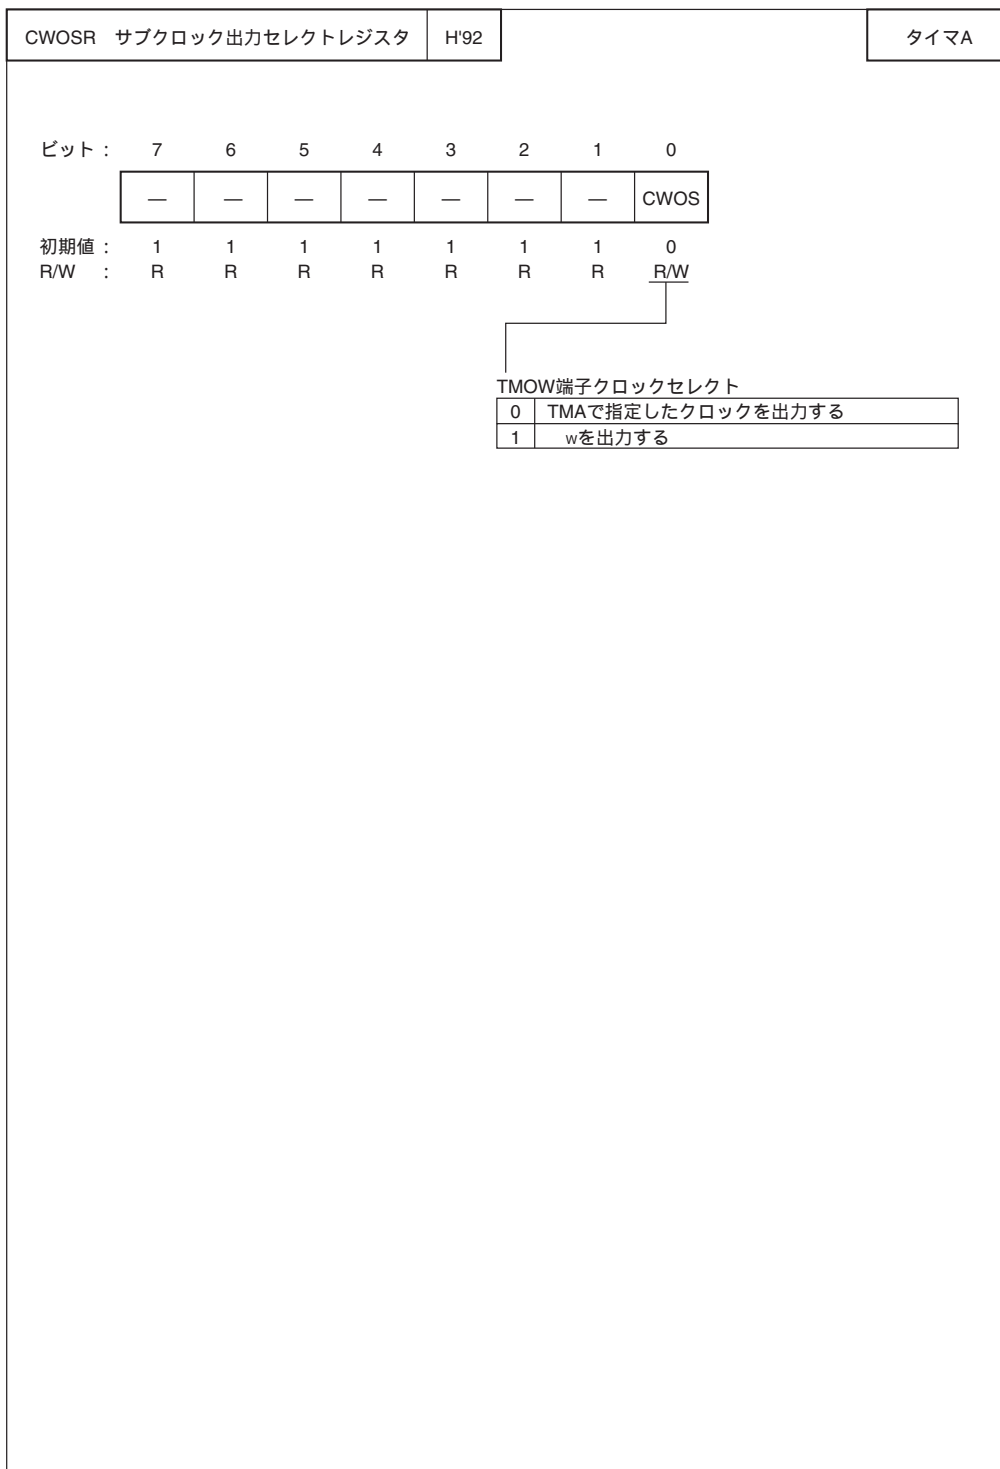 CWOSR サブクロック出力セレクトレジスタ H'92 タイマA
ビット : 7 6 5 4 3 2 1 0
— — — — — — — CWOS
初期値 : 1 1 1 1 1 1 1 0
R/W : R R R R R R R R/W
TMOW端子クロックセレクト
0 TMAで指定したクロックを出力する
1 wを出力する